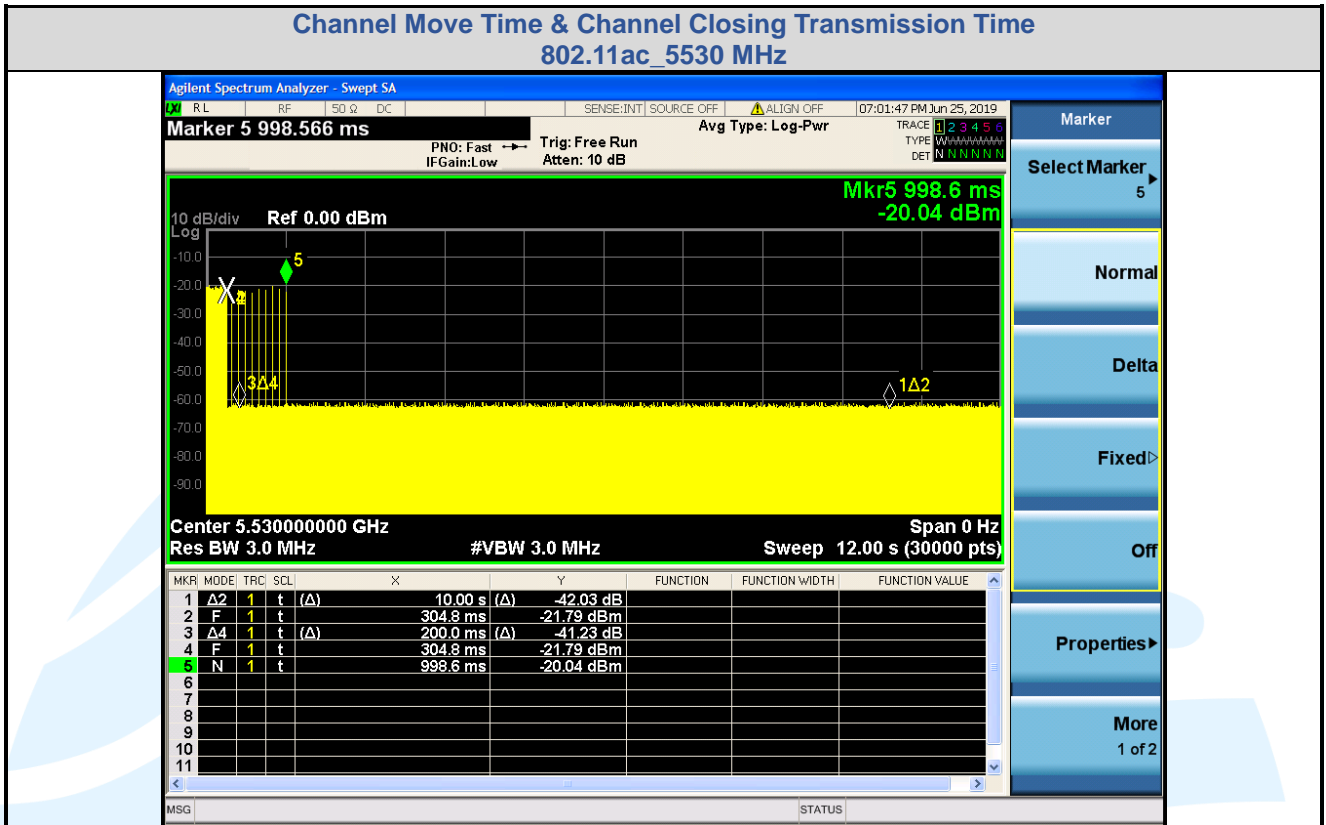 Channel Move Time & Channel Closing Transmission Time
802.11ac_5530 MHz
Agilent Spectrum Analyzer - Swept SA
LXI RL RF 50 Ω DC SENSE:INT SOURCE OFF ALIGN OFF 07:01:47 PM Jun 25, 2019
Marker 5 998.566 ms
PNO: Fast
IFGain:Low
Trig: Free Run
Atten: 10 dB
Avg Type: Log-Pwr
TRACE 1 2 3 4 5 6
TYPE WWWWWW
DET N N N N N N
Mkr5 998.6 ms
-20.04 dBm
10 dB/div Ref 0.00 dBm
Log
-10.0
-20.0
-30.0
-40.0
-50.0
-60.0
-70.0
-80.0
-90.0
5
3Δ4
1Δ2
Center 5.530000000 GHz Span 0 Hz
Res BW 3.0 MHz #VBW 3.0 MHz Sweep 12.00 s (30000 pts)
MKR MODE TRC SCL X Y FUNCTION FUNCTION WIDTH FUNCTION VALUE
1 Δ2 1 t (Δ) 10.00 s (Δ) -42.03 dB
2 F 1 t 304.8 ms -21.79 dBm
3 Δ4 1 t (Δ) 200.0 ms (Δ) -41.23 dB
4 F 1 t 304.8 ms -21.79 dBm
5 N 1 t 998.6 ms -20.04 dBm
6
7
8
9
10
11
MSG STATUS
Marker
Select Marker
5
Normal
Delta
Fixed
Off
Properties
More
1 of 2